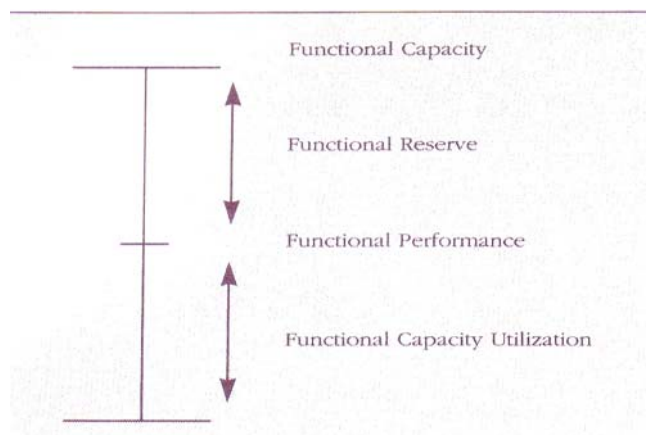 Functional Capacity
Functional Reserve
Functional Performance
Functional Capacity Utilization